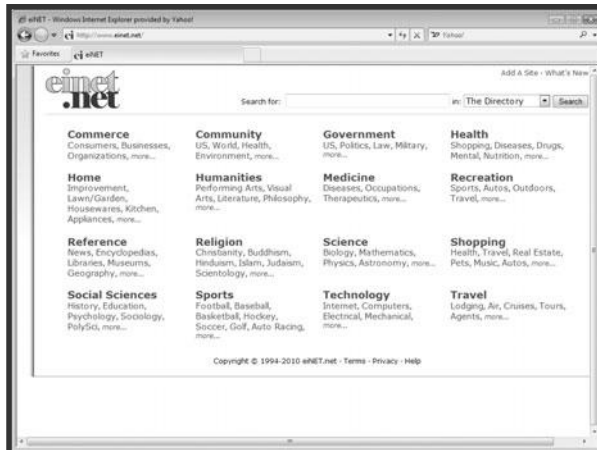 eiNET - Windows Internet Explorer provided by Yahoo!
http://www.einet.net/
Yahoo!
Favorites
eiNET
einet
.net
Add A Site - What's New
Search for:
in: The Directory
Search
Commerce
Consumers, Businesses,
Organizations, more...
Community
US, World, Health,
Environment, more...
Government
US, Politics, Law, Military,
more...
Health
Shopping, Diseases, Drugs,
Mental, Nutrition, more...
Home
Improvement,
Lawn/Garden,
Housewares, Kitchen,
Appliances, more...
Humanities
Performing Arts, Visual
Arts, Literature, Philosophy,
more...
Medicine
Diseases, Occupations,
Therapeutics, more...
Recreation
Sports, Autos, Outdoors,
Travel, more...
Reference
News, Encyclopedias,
Libraries, Museums,
Geography, more...
Religion
Christianity, Buddhism,
Hinduism, Islam, Judaism,
Scientology, more...
Science
Biology, Mathematics,
Physics, Astronomy, more...
Shopping
Health, Travel, Real Estate,
Pets, Music, Autos, more...
Social Sciences
History, Education,
Psychology, Sociology,
PolySci, more...
Sports
Football, Baseball,
Basketball, Hockey,
Soccer, Golf, Auto Racing,
more...
Technology
Internet, Computers,
Electrical, Mechanical,
more...
Travel
Lodging, Air, Cruises, Tours,
Agents, more...
Copyright © 1994-2010 eiNET.net - Terms - Privacy - Help